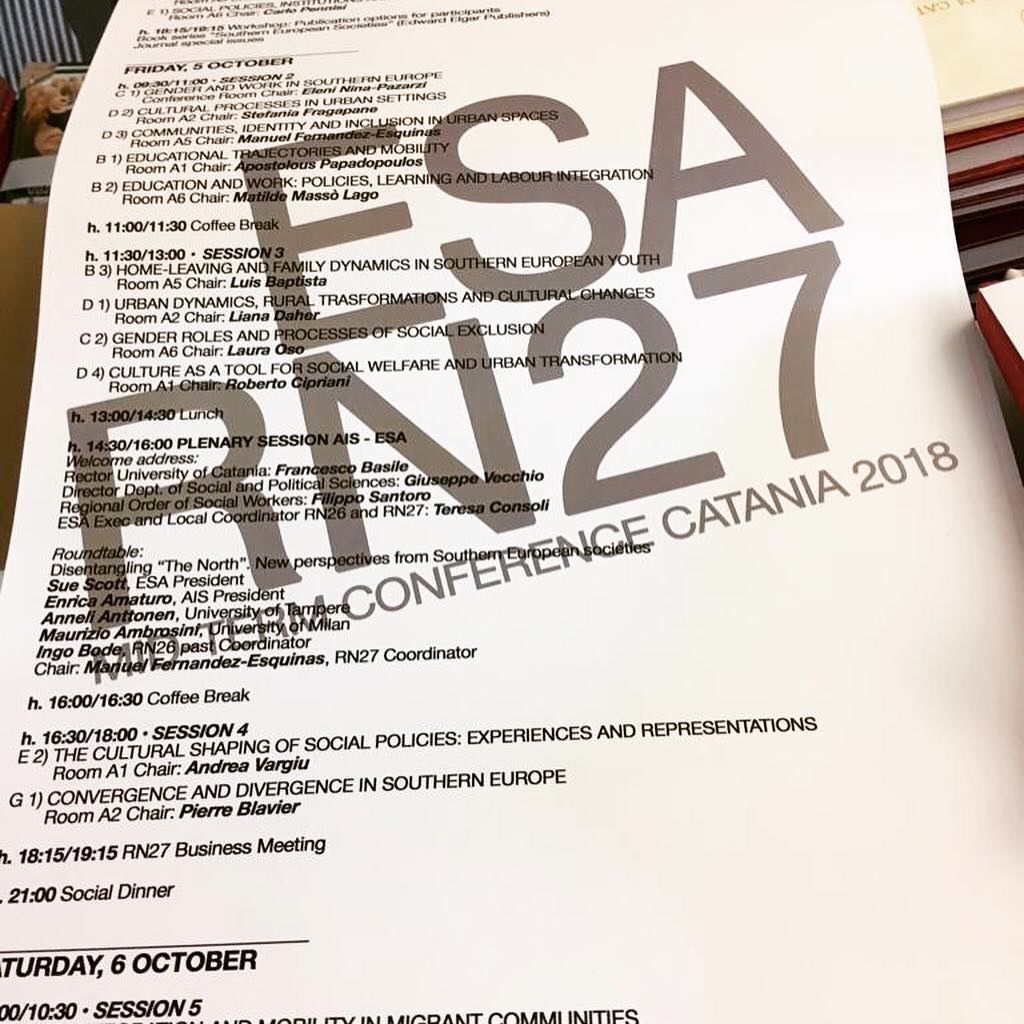 E 1) SOCIAL POLICIES, INSTITUTIONS
Room A6 Chair: Carlo Pennisi
h. 18:15/19:15 Workshop: Publication options for participants
Book series "Southern European Societies" (Edward Elgar Publishers)
Journal special issues
FRIDAY, 5 OCTOBER
h. 09:30/11:00 • SESSION 2
C 1) GENDER AND WORK IN SOUTHERN EUROPE
Conference Room Chair: Eleni Nina-Pazarzi
D 2) CULTURAL PROCESSES IN URBAN SETTINGS
Room A2 Chair: Stefania Fragapane
D 3) COMMUNITIES, IDENTITY AND INCLUSION IN URBAN SPACES
Room A5 Chair: Manuel Fernandez-Esquinas
B 1) EDUCATIONAL TRAJECTORIES AND MOBILITY
Room A1 Chair: Apostolous Papadopoulos
B 2) EDUCATION AND WORK: POLICIES, LEARNING AND LABOUR INTEGRATION
Room A6 Chair: Matilde Massò Lago
h. 11:00/11:30 Coffee Break
h. 11:30/13:00 • SESSION 3
B 3) HOME-LEAVING AND FAMILY DYNAMICS IN SOUTHERN EUROPEAN YOUTH
Room A5 Chair: Luis Baptista
D 1) URBAN DYNAMICS, RURAL TRASFORMATIONS AND CULTURAL CHANGES
Room A2 Chair: Liana Daher
C 2) GENDER ROLES AND PROCESSES OF SOCIAL EXCLUSION
Room A6 Chair: Laura Oso
D 4) CULTURE AS A TOOL FOR SOCIAL WELFARE AND URBAN TRANSFORMATION
Room A1 Chair: Roberto Cipriani
h. 13:00/14:30 Lunch
h. 14:30/16:00 PLENARY SESSION AIS - ESA
Welcome address:
Rector University of Catania: Francesco Basile
Director Dept. of Social and Political Sciences: Giuseppe Vecchio
Regional Order of Social Workers: Filippo Santoro
ESA Exec and Local Coordinator RN26 and RN27: Teresa Consoli
Roundtable:
Disentangling "The North". New perspectives from Southern European societies
Sue Scott, ESA President
Enrica Amaturo, AIS President
Anneli Anttonen, University of Tampere
Maurizio Ambrosini, University of Milan
Ingo Bode, RN26 past Coordinator
Chair: Manuel Fernandez-Esquinas, RN27 Coordinator
h. 16:00/16:30 Coffee Break
h. 16:30/18:00 • SESSION 4
E 2) THE CULTURAL SHAPING OF SOCIAL POLICIES: EXPERIENCES AND REPRESENTATIONS
Room A1 Chair: Andrea Vargiu
G 1) CONVERGENCE AND DIVERGENCE IN SOUTHERN EUROPE
Room A2 Chair: Pierre Blavier
h. 18:15/19:15 RN27 Business Meeting
. 21:00 Social Dinner
ATURDAY, 6 OCTOBER
00/10:30 • SESSION 5
AND MOBILITY IN MIGRANT COMMUNITIES
ESA
RN27
MID-TERM CONFERENCE CATANIA 2018